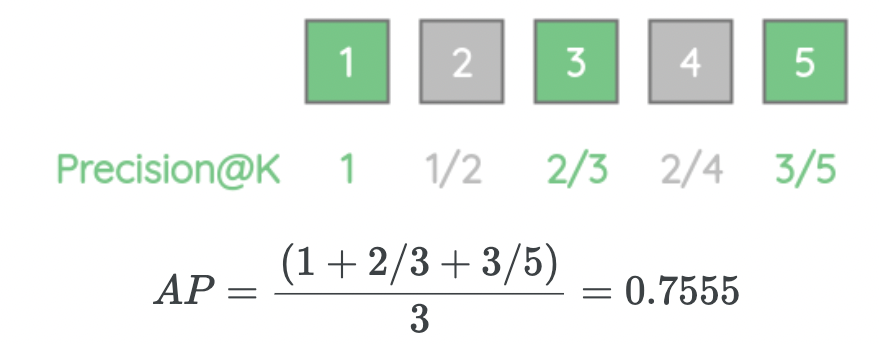 1 2 3 4 5
Precision@K 1 1/2 2/3 2/4 3/5
AP = (1 + 2/3 + 3/5) / 3 = 0.7555